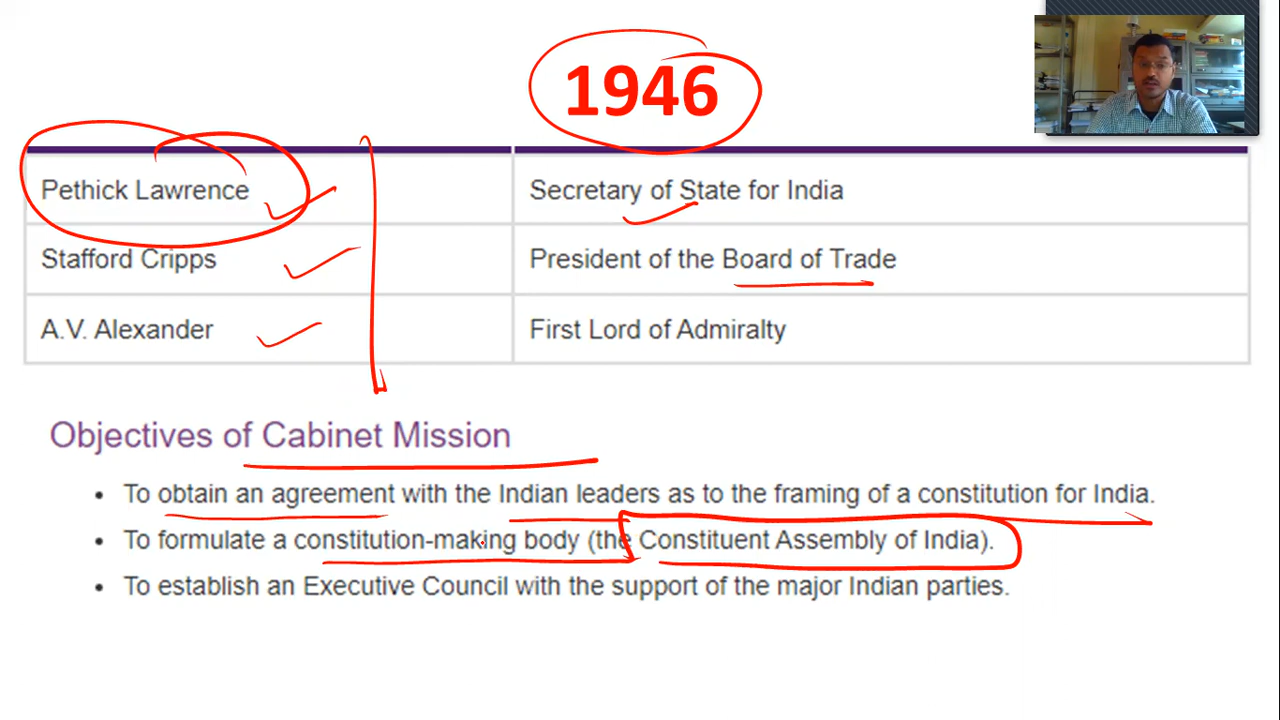 1946
Pethick Lawrence Secretary of State for India
Stafford Cripps President of the Board of Trade
A.V. Alexander First Lord of Admiralty
Objectives of Cabinet Mission
• To obtain an agreement with the Indian leaders as to the framing of a constitution for India.
• To formulate a constitution-making body (the Constituent Assembly of India).
• To establish an Executive Council with the support of the major Indian parties.